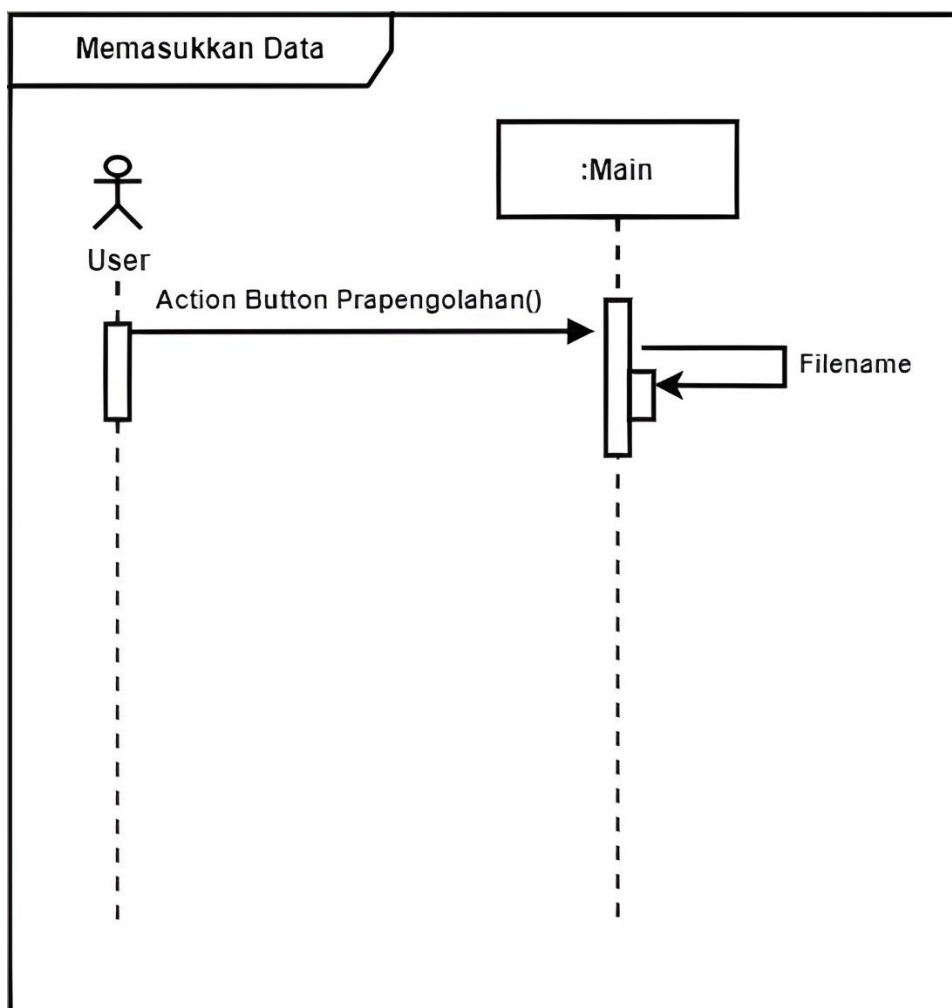 Memasukkan Data
:Main
User
Action Button Prapengolahan()
Filename